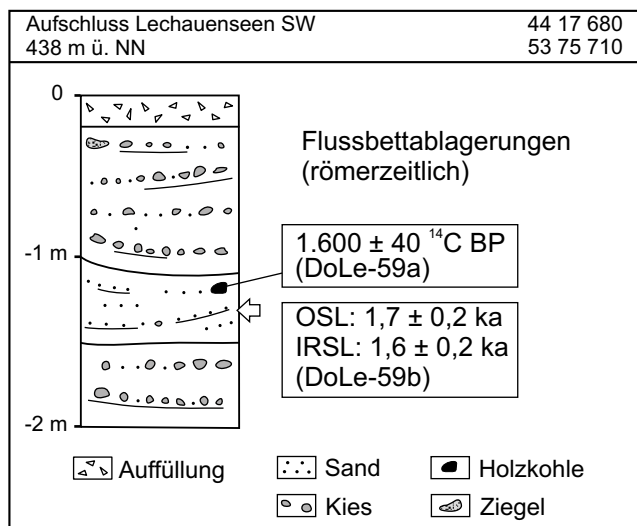 Aufschluss Lechauenseen SW 44 17 680
438 m ü. NN 53 75 710
0
Flussbettablagerungen
(römerzeitlich)
-1 m
1.600 ± 40 ¹⁴C BP
(DoLe-59a)
OSL: 1,7 ± 0,2 ka
IRSL: 1,6 ± 0,2 ka
(DoLe-59b)
-2 m
Auffüllung Sand Holzkohle
Kies Ziegel